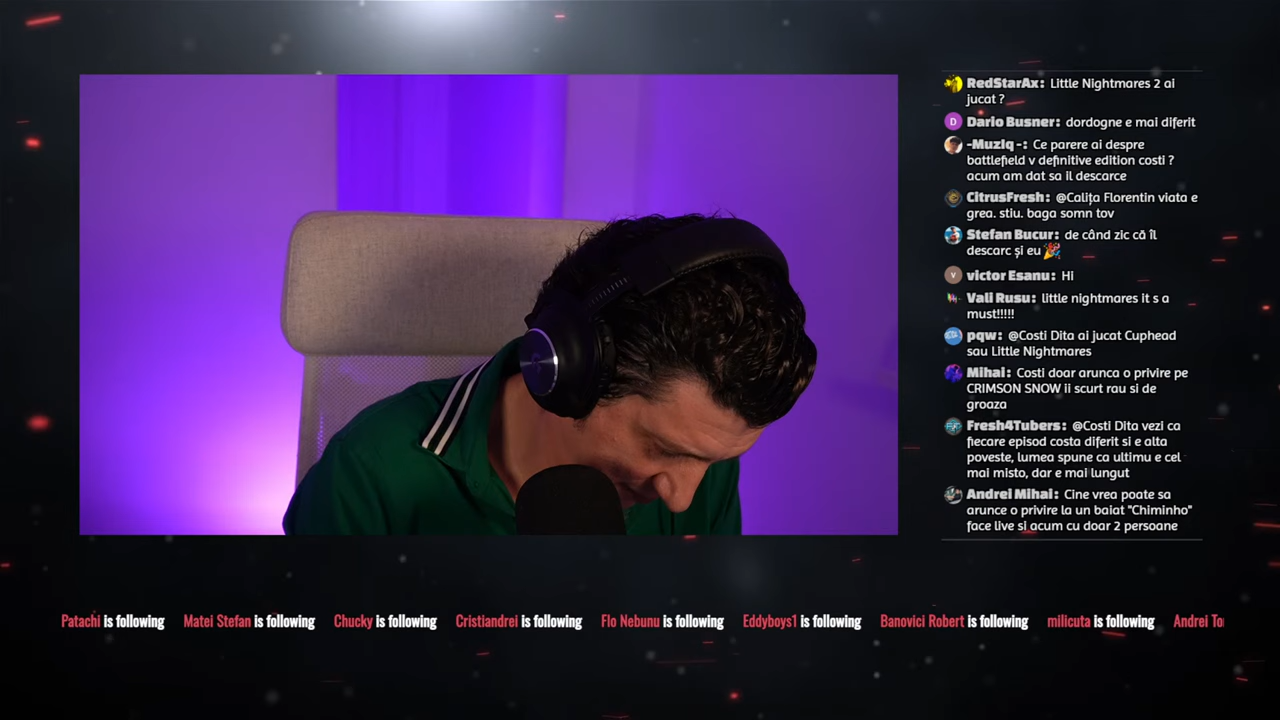 RedStarAx: Little Nightmares 2 ai
jucat ?
D Dario Busner: dordogne e mai diferit
-MuzIq-: Ce parere ai despre
battlefield v definitive edition costi ?
acum am dat sa il descarce
CitrusFresh: @Calița Florentin viata e
grea. stiu. baga somn tov
Stefan Bucur: de când zic că îl
descarc și eu 🎉
V victor Esanu: Hi
Vali Rusu: little nightmares it s a
must!!!!!
pqw: @Costi Dita ai jucat Cuphead
sau Little Nightmares
Mihai: Costi doar arunca o privire pe
CRIMSON SNOW ii scurt rau si de
groaza
Fresh4Tubers: @Costi Dita vezi ca
fiecare episod costa diferit si e alta
poveste, lumea spune ca ultimu e cel
mai misto, dar e mai lungut
Andrei Mihai: Cine vrea poate sa
arunce o privire la un baiat "Chiminho"
face live si acum cu doar 2 persoane
Patachi is following Matei Stefan is following Chucky is following Cristiandrei is following Flo Nebunu is following Eddyboys1 is following Banovici Robert is following milicuta is following Andrei